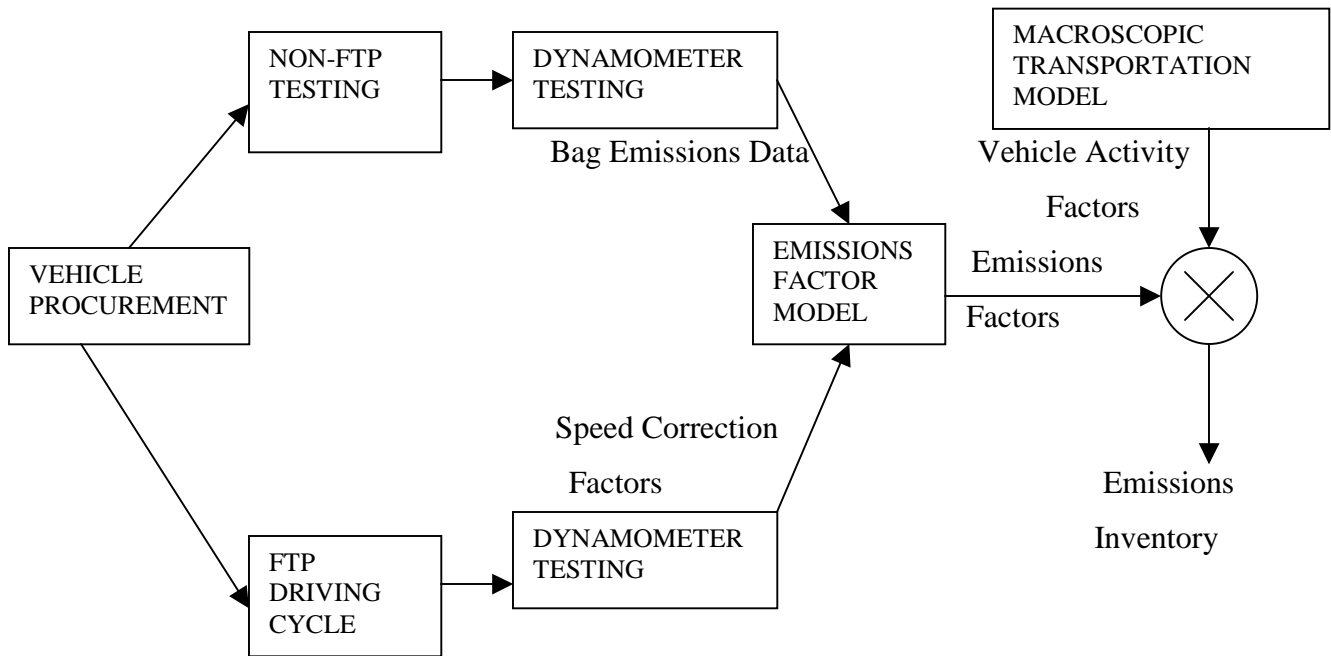 NON-FTP
TESTING
DYNAMOMETER
TESTING
MACROSCOPIC
TRANSPORTATION
MODEL
Bag Emissions Data
Vehicle Activity
Factors
VEHICLE
PROCUREMENT
EMISSIONS
FACTOR
MODEL
Emissions
Factors
Speed Correction
Factors
FTP
DRIVING
CYCLE
DYNAMOMETER
TESTING
Emissions
Inventory